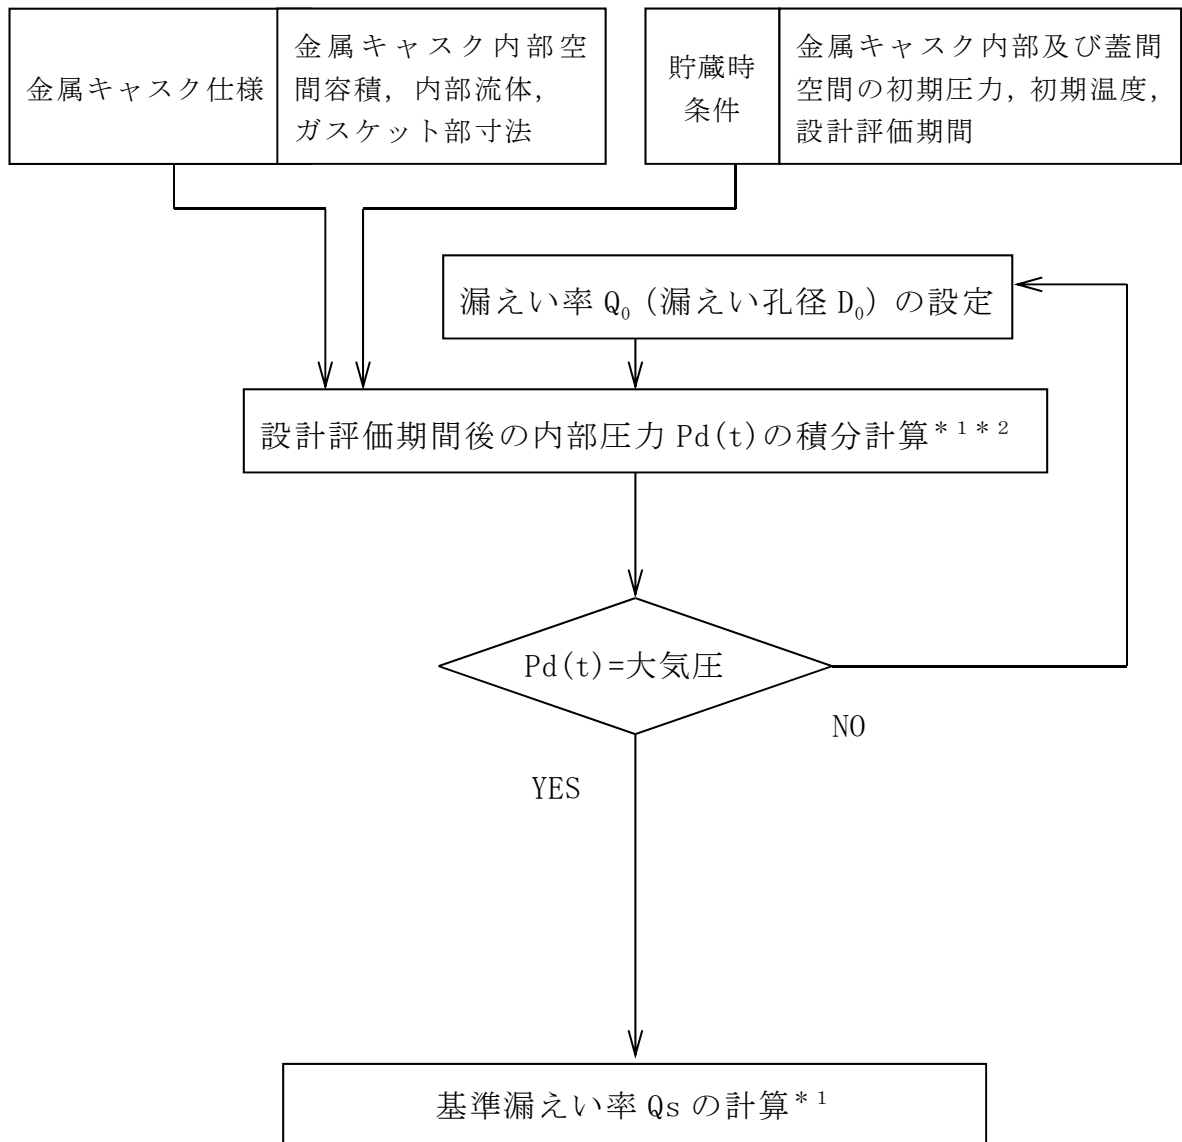 金属キャスク仕様
金属キャスク内部空
間容積, 内部流体,
ガスケット部寸法
貯蔵時
条件
金属キャスク内部及び蓋間
空間の初期圧力, 初期温度,
設計評価期間
漏えい率 Q₀ (漏えい孔径 D₀) の設定
設計評価期間後の内部圧力 Pd(t)の積分計算*1*2
Pd(t)=大気圧
NO
YES
基準漏えい率 Qs の計算*1